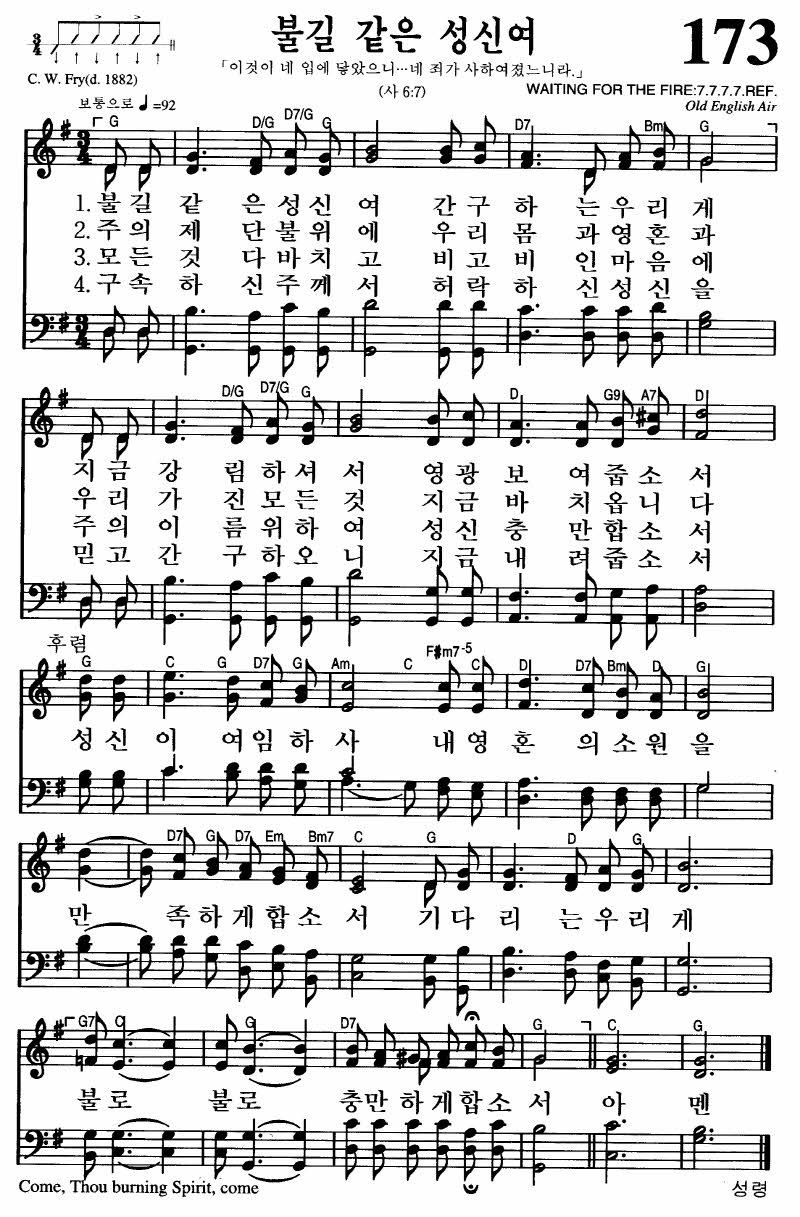 불길 같은 성신여
173
「이것이 네 입에 닿았으니…네 죄가 사하여졌느니라.」
C. W. Fry(d. 1882)
(사 6:7)
WAITING FOR THE FIRE:7.7.7.7.REF.
보통으로 ♩=92
Old English Air
G D/G D7/G G D7 Bm G
1. 불길 같 은성신 여 간구하 는우리 게
2. 주의 제 단불위 에 우리몸 과영혼 과
3. 모든 것 다바치 고 비고비 인마음 에
4. 구속 하 신주께 서 허락하 신성신 을
D/G D7/G G D G9 A7 D
지금 강 림하셔 서 영광보 여줍소 서
우리 가 진모든 것 지금바 치옵니 다
주의 이 름위하 여 성신충 만합소 서
믿고 간 구하오 니 지금내 려줍소 서
후렴
G C G D7 G Am C F#m7-5 C D D7 Bm D G
성신 이 여임하 사 내영혼 의소원 을
G D7 G D7 Em Bm7 C G D G
만 족하게합소 서 기다리 는우리 게
G7 C G D7 G C G
불로 불로 충만하게합소 서 아 멘
Come, Thou burning Spirit, come
성령